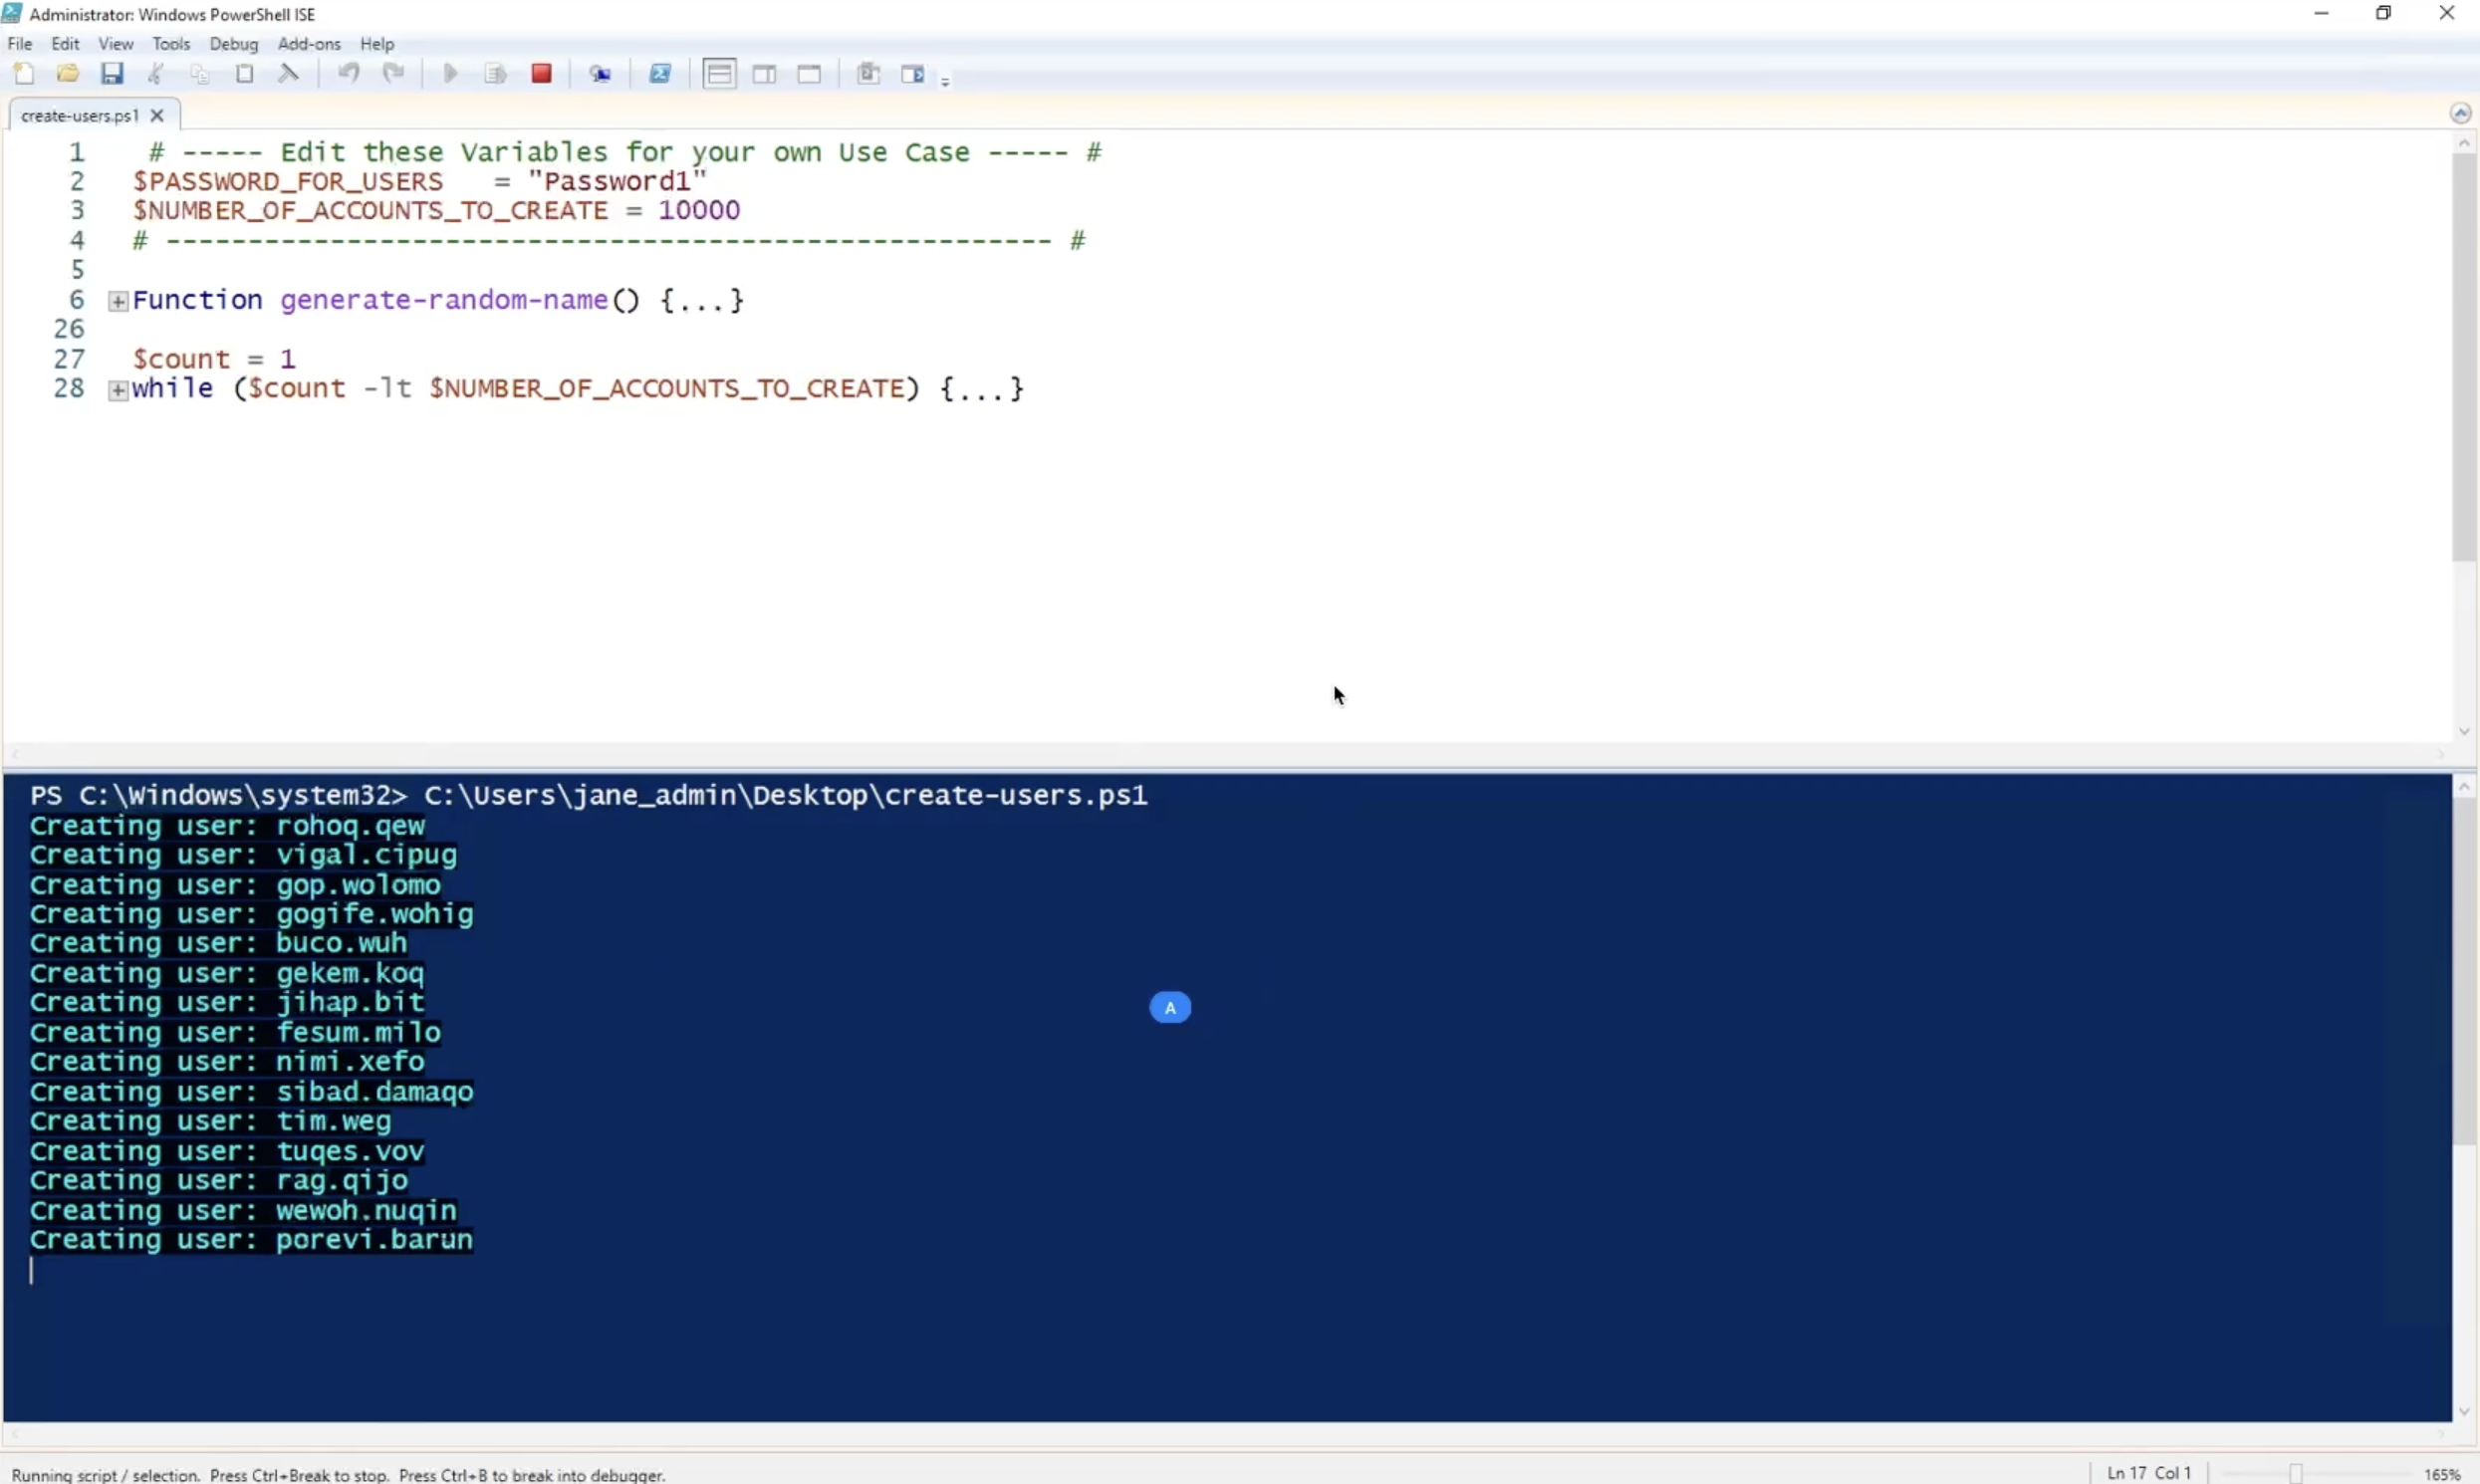 Administrator: Windows PowerShell ISE
File Edit View Tools Debug Add-ons Help
create-users.ps1
1 # ----- Edit these Variables for your own Use Case ----- #
2 $PASSWORD_FOR_USERS = "Password1"
3 $NUMBER_OF_ACCOUNTS_TO_CREATE = 10000
4 # ------------------------------------------------------ #
5
6 Function generate-random-name() {...}
26
27 $count = 1
28 while ($count -lt $NUMBER_OF_ACCOUNTS_TO_CREATE) {...}
PS C:\Windows\system32> C:\Users\jane_admin\Desktop\create-users.ps1
Creating user: rohoq.qew
Creating user: vigal.cipug
Creating user: gop.wolomo
Creating user: gogife.wohig
Creating user: buco.wuh
Creating user: gekem.koq
Creating user: jihap.bit
Creating user: fesum.milo
Creating user: nimi.xefo
Creating user: sibad.damaqo
Creating user: tim.weg
Creating user: tuqes.vov
Creating user: rag.qijo
Creating user: wewoh.nuqin
Creating user: porevi.barun
A
Running script / selection. Press Ctrl+Break to stop. Press Ctrl+B to break into debugger.
Ln 17 Col 1
165%